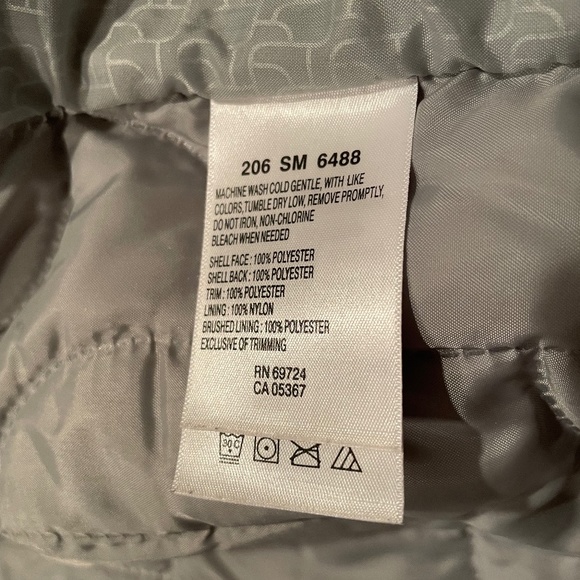 206 SM 6488
MACHINE WASH COLD GENTLE, WITH LIKE
COLORS,TUMBLE DRY LOW, REMOVE PROMPTLY,
DO NOT IRON, NON-CHLORINE
BLEACH WHEN NEEDED
SHELL FACE : 100% POLYESTER
SHELL BACK : 100% POLYESTER
TRIM : 100% POLYESTER
LINING : 100% NYLON
BRUSHED LINING : 100% POLYESTER
EXCLUSIVE OF TRIMMING
RN 69724
CA 05367
30 C